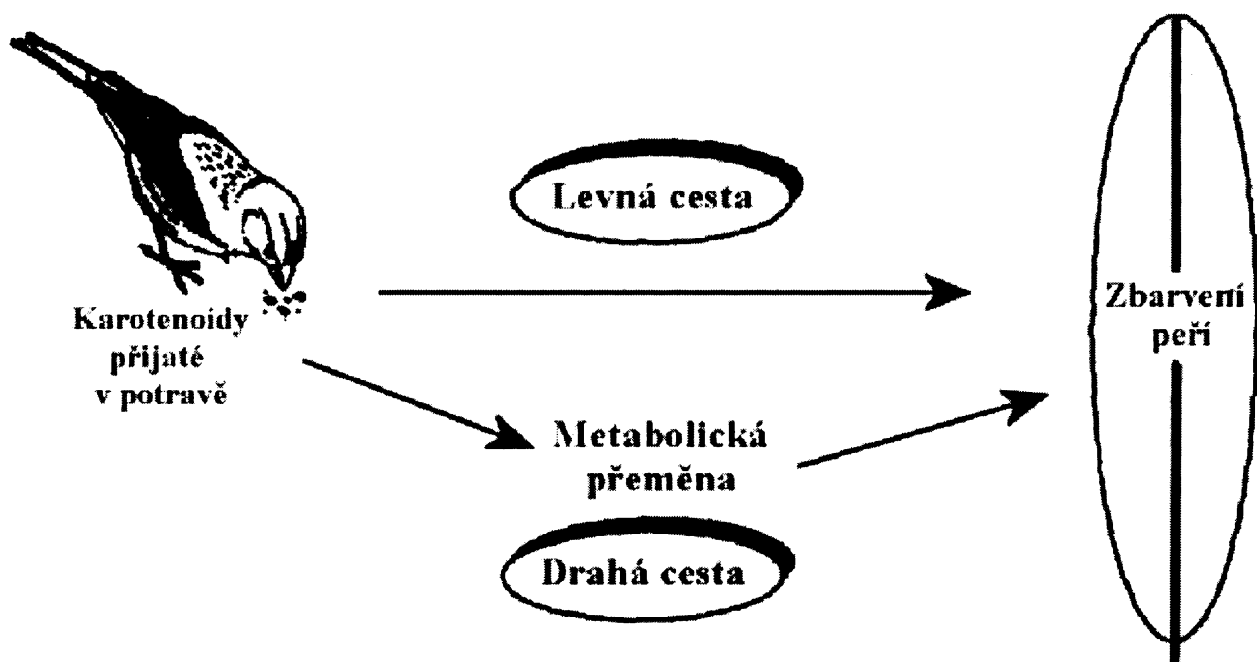 Levná cesta
Karotenoidy
přijaté
v potravě
Zbarvení
peří
Metabolická
přeměna
Drahá cesta